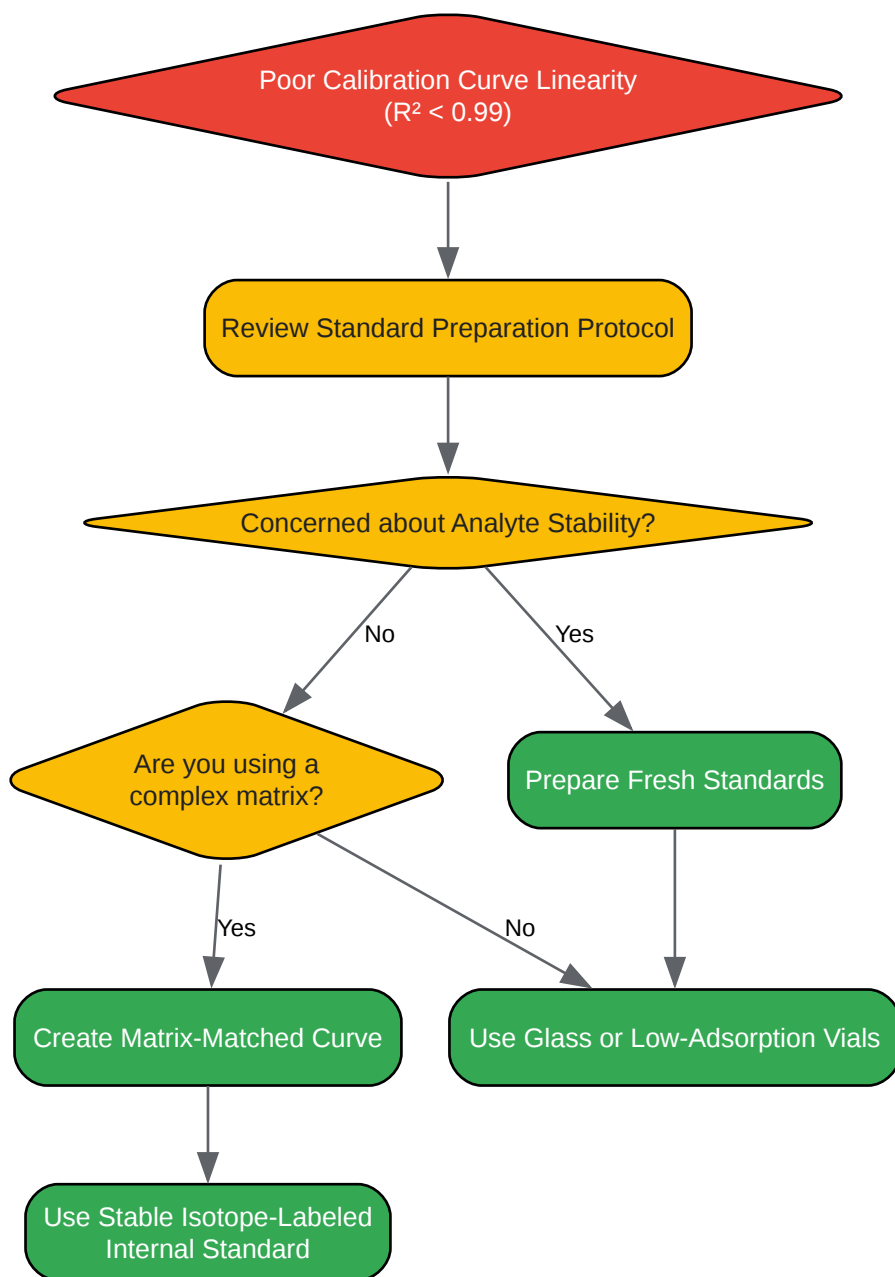 Poor Calibration Curve Linearity
(R² < 0.99)
Review Standard Preparation Protocol
Concerned about Analyte Stability?
No
Yes
Are you using a
complex matrix?
Prepare Fresh Standards
Yes
No
Create Matrix-Matched Curve
Use Glass or Low-Adsorption Vials
Use Stable Isotope-Labeled
Internal Standard